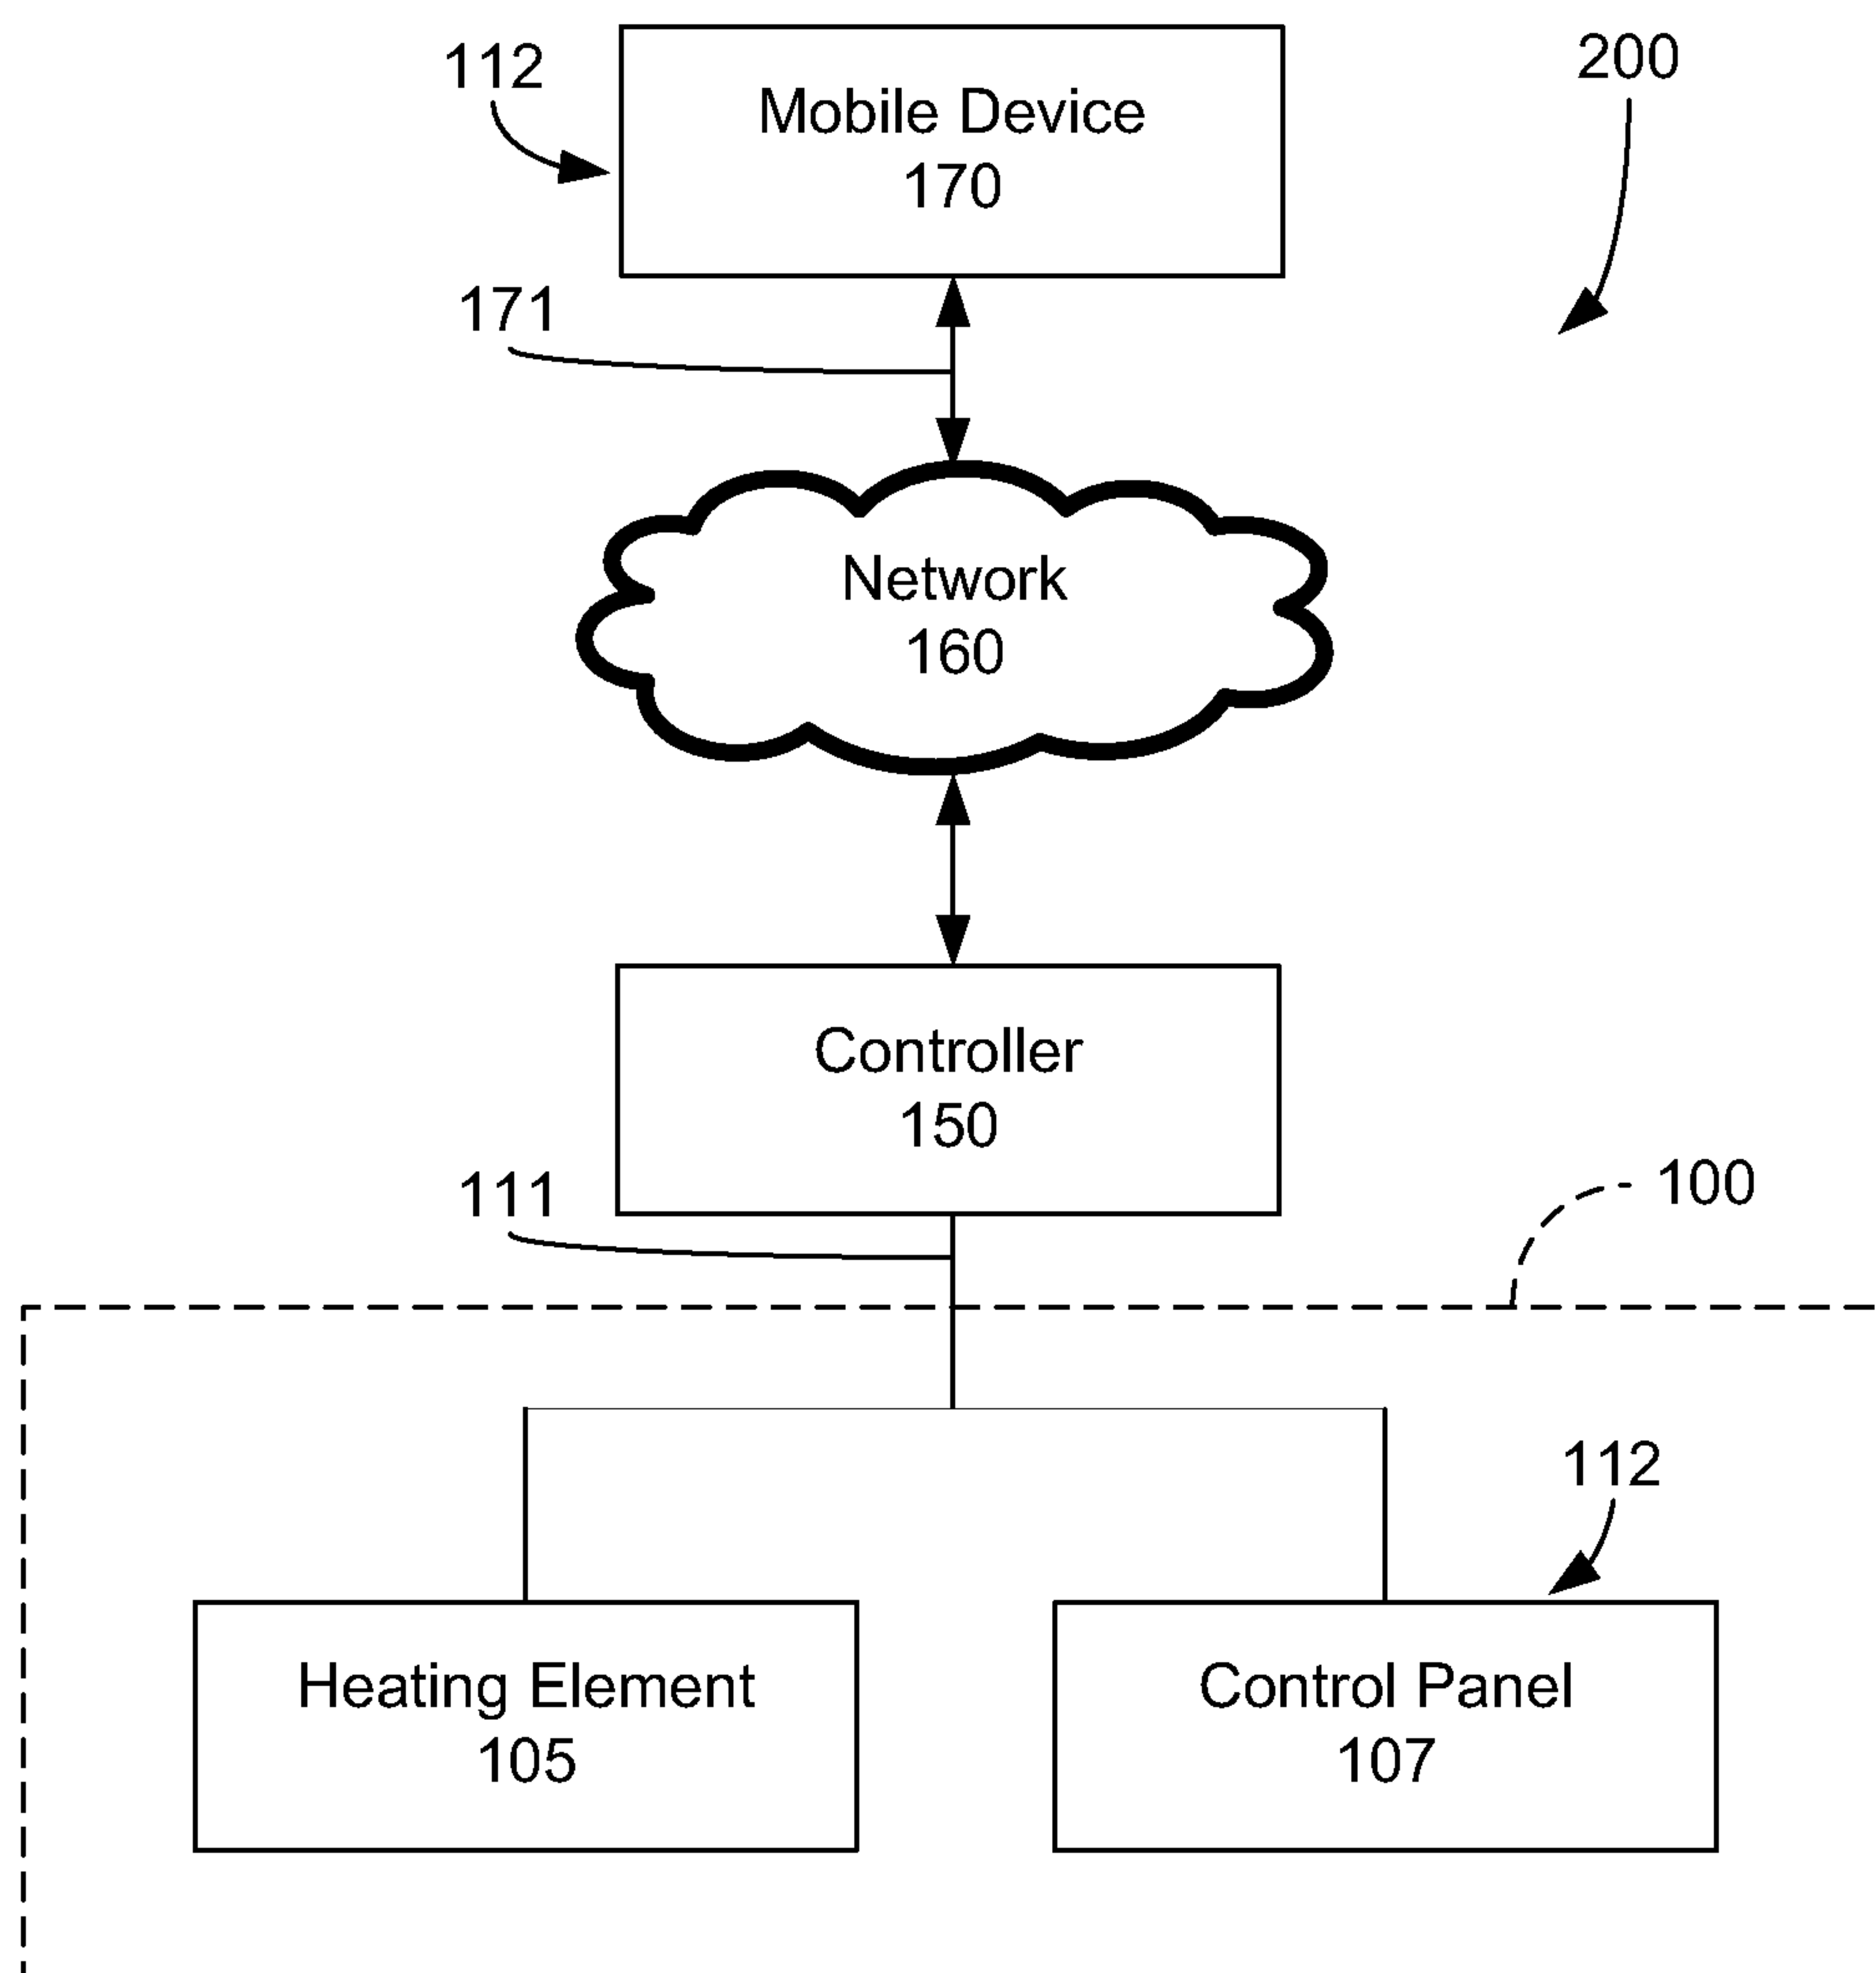 112
Mobile Device
170
200
171
Network
160
Controller
150
111
100
112
Heating Element
105
Control Panel
107